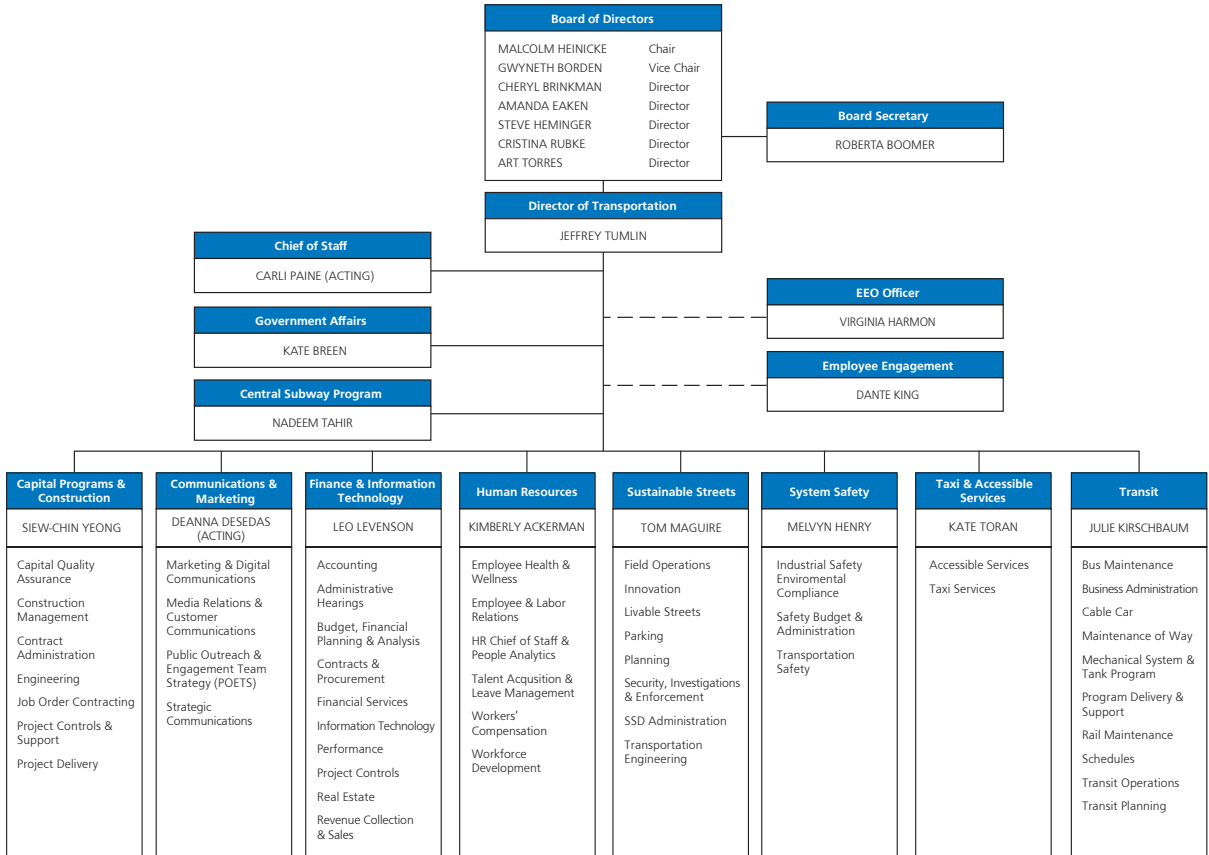 Board of Directors
MALCOLM HEINICKE Chair
GWYNETH BORDEN Vice Chair
CHERYL BRINKMAN Director
AMANDA EAKEN Director
STEVE HEMINGER Director
CRISTINA RUBKE Director
ART TORRES Director
Board Secretary
ROBERTA BOOMER
Director of Transportation
JEFFREY TUMLIN
Chief of Staff
CARLI PAINE (ACTING)
EEO Officer
VIRGINIA HARMON
Government Affairs
KATE BREEN
Employee Engagement
DANTE KING
Central Subway Program
NADEEM TAHIR
Capital Programs &
Construction
SIEW-CHIN YEONG
Capital Quality
Assurance
Construction
Management
Contract
Administration
Engineering
Job Order Contracting
Project Controls &
Support
Project Delivery
Communications &
Marketing
DEANNA DESEDAS
(ACTING)
Marketing & Digital
Communications
Media Relations &
Customer
Communications
Public Outreach &
Engagement Team
Strategy (POETS)
Strategic
Communications
Finance & Information
Technology
LEO LEVENSON
Accounting
Administrative
Hearings
Budget, Financial
Planning & Analysis
Contracts &
Procurement
Financial Services
Information Technology
Performance
Project Controls
Real Estate
Revenue Collection
& Sales
Human Resources
KIMBERLY ACKERMAN
Employee Health &
Wellness
Employee & Labor
Relations
HR Chief of Staff &
People Analytics
Talent Acqusition &
Leave Management
Workers’
Compensation
Workforce
Development
Sustainable Streets
TOM MAGUIRE
Field Operations
Innovation
Livable Streets
Parking
Planning
Security, Investigations
& Enforcement
SSD Administration
Transportation
Engineering
System Safety
MELVYN HENRY
Industrial Safety
Enviromental
Compliance
Safety Budget &
Administration
Transportation
Safety
Taxi & Accessible
Services
KATE TORAN
Accessible Services
Taxi Services
Transit
JULIE KIRSCHBAUM
Bus Maintenance
Business Administration
Cable Car
Maintenance of Way
Mechanical System &
Tank Program
Program Delivery &
Support
Rail Maintenance
Schedules
Transit Operations
Transit Planning